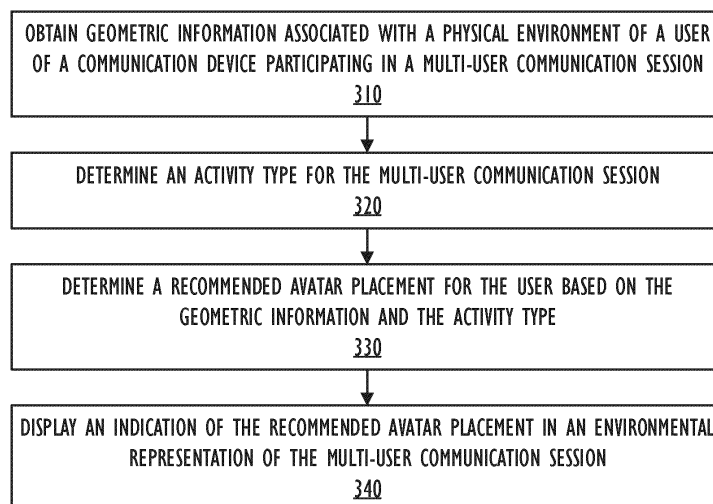 OBTAIN GEOMETRIC INFORMATION ASSOCIATED WITH A PHYSICAL ENVIRONMENT OF A USER
OF A COMMUNICATION DEVICE PARTICIPATING IN A MULTI-USER COMMUNICATION SESSION
310
DETERMINE AN ACTIVITY TYPE FOR THE MULTI-USER COMMUNICATION SESSION
320
DETERMINE A RECOMMENDED AVATAR PLACEMENT FOR THE USER BASED ON THE
GEOMETRIC INFORMATION AND THE ACTIVITY TYPE
330
DISPLAY AN INDICATION OF THE RECOMMENDED AVATAR PLACEMENT IN AN ENVIRONMENTAL
REPRESENTATION OF THE MULTI-USER COMMUNICATION SESSION
340